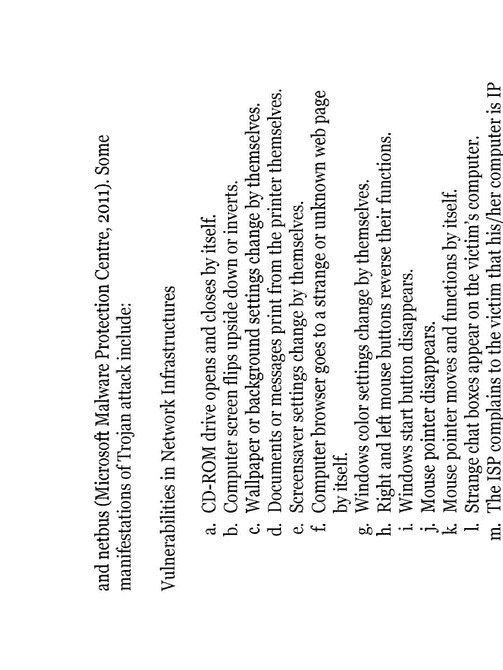 and netbus (Microsoft Malware Protection Centre, 2011). Some
manifestations of Trojan attack include:
Vulnerabilities in Network Infrastructures
a. CD-ROM drive opens and closes by itself.
b. Computer screen flips upside down or inverts.
c. Wallpaper or background settings change by themselves.
d. Documents or messages print from the printer themselves.
e. Screensaver settings change by themselves.
f. Computer browser goes to a strange or unknown web page
by itself.
g. Windows color settings change by themselves.
h. Right and left mouse buttons reverse their functions.
i. Windows start button disappears.
j. Mouse pointer disappears.
k. Mouse pointer moves and functions by itself.
l. Strange chat boxes appear on the victim's computer.
m. The ISP complains to the victim that his/her computer is IP